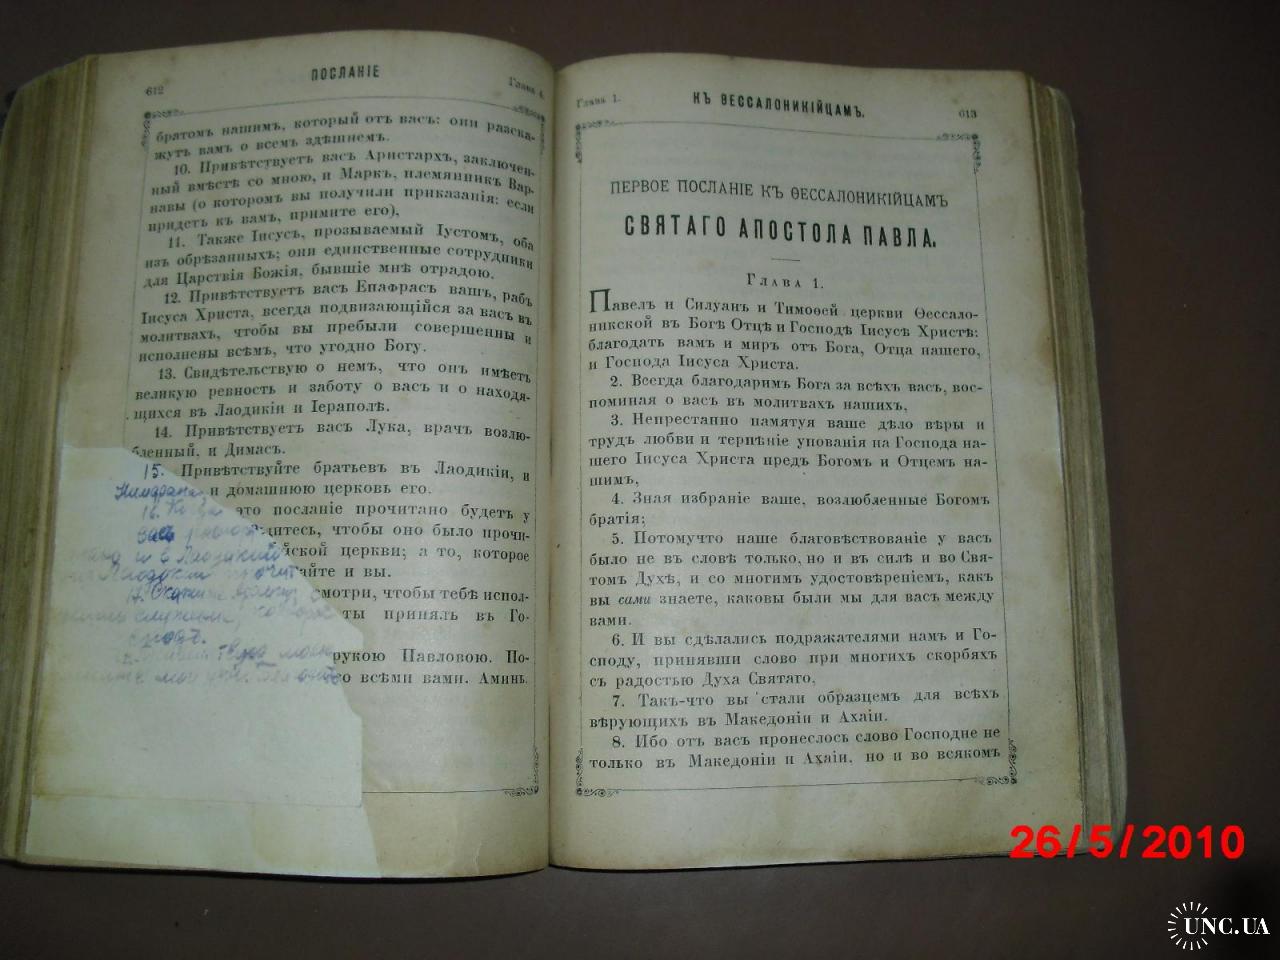 612
ПОСЛАНІЕ
Глава 4.
братомъ нашимъ, который отъ васъ: они разска-
жутъ вамъ о всемъ здѣшнемъ.
10. Привѣтствуетъ васъ Аристархъ, заключен-
ный вмѣстѣ со мною, и Маркъ, племянникъ Вар-
навы (о которомъ вы получили приказанія: если
придетъ къ вамъ, примите его),
11. Также Іисусъ, прозываемый Іустомъ, оба
изъ обрѣзанныхъ; они единственные сотрудники
для Царствія Божія, бывшіе мнѣ отрадою.
12. Привѣтствуетъ васъ Епафрасъ вашъ, рабъ
Іисуса Христа, всегда подвизающійся за васъ въ
молитвахъ, чтобы вы пребыли совершенны и
исполнены всѣмъ, что угодно Богу.
13. Свидѣтельствую о немъ, что онъ имѣетъ
великую ревность и заботу о васъ и о находя-
щихся въ Лаодикіи и Іераполѣ.
14. Привѣтствуетъ васъ Лука, врачъ возлю-
бленный, и Димасъ.
15. Привѣтствуйте братьевъ въ Лаодикіи, и
Нимфана и домашнюю церковь его.
это посланіе прочитано будетъ у
васъ дитесь, чтобы оно было прочи-
и в Лаодикий йской церкви; а то, которое
айте и вы.
смотри, чтобы тебѣ испол-
ты принялъ въ Го-
рукою Павловою. По-
со всѣми вами. Аминь.
Глава 1.
КЪ ѲЕССАЛОНИКІЙЦАМЪ.
613
ПЕРВОЕ ПОСЛАНІЕ КЪ ѲЕССАЛОНИКІЙЦАМЪ
СВЯТАГО АПОСТОЛА ПАВЛА.
Глава 1.
Павелъ и Силуанъ и Тимоѳей церкви Ѳессало-
никской въ Богѣ Отцѣ и Господѣ Іисусѣ Христѣ:
благодать вамъ и миръ отъ Бога, Отца нашего,
и Господа Іисуса Христа.
2. Всегда благодаримъ Бога за всѣхъ васъ, вос-
поминая о васъ въ молитвахъ нашихъ,
3. Непрестанно памятуя ваше дѣло вѣры и
трудъ любви и терпѣніе упованія на Господа на-
шего Іисуса Христа предъ Богомъ и Отцемъ на-
шимъ,
4. Зная избраніе ваше, возлюбленные Богомъ
братія;
5. Потомучто наше благовѣствованіе у васъ
было не въ словѣ только, но и въ силѣ и во Свя-
томъ Духѣ, и со многимъ удостовѣреніемъ, какъ
вы сами знаете, каковы были мы для васъ между
вами.
6. И вы сдѣлались подражателями намъ и Го-
споду, принявши слово при многихъ скорбяхъ
съ радостью Духа Святаго,
7. Такъ-что вы стали образцемъ для всѣхъ
вѣрующихъ въ Македоніи и Ахаіи.
8. Ибо отъ васъ пронеслось слово Господне не
только въ Македоніи и Ахаіи, но и во всякомъ
26/5/2010
UNC.UA